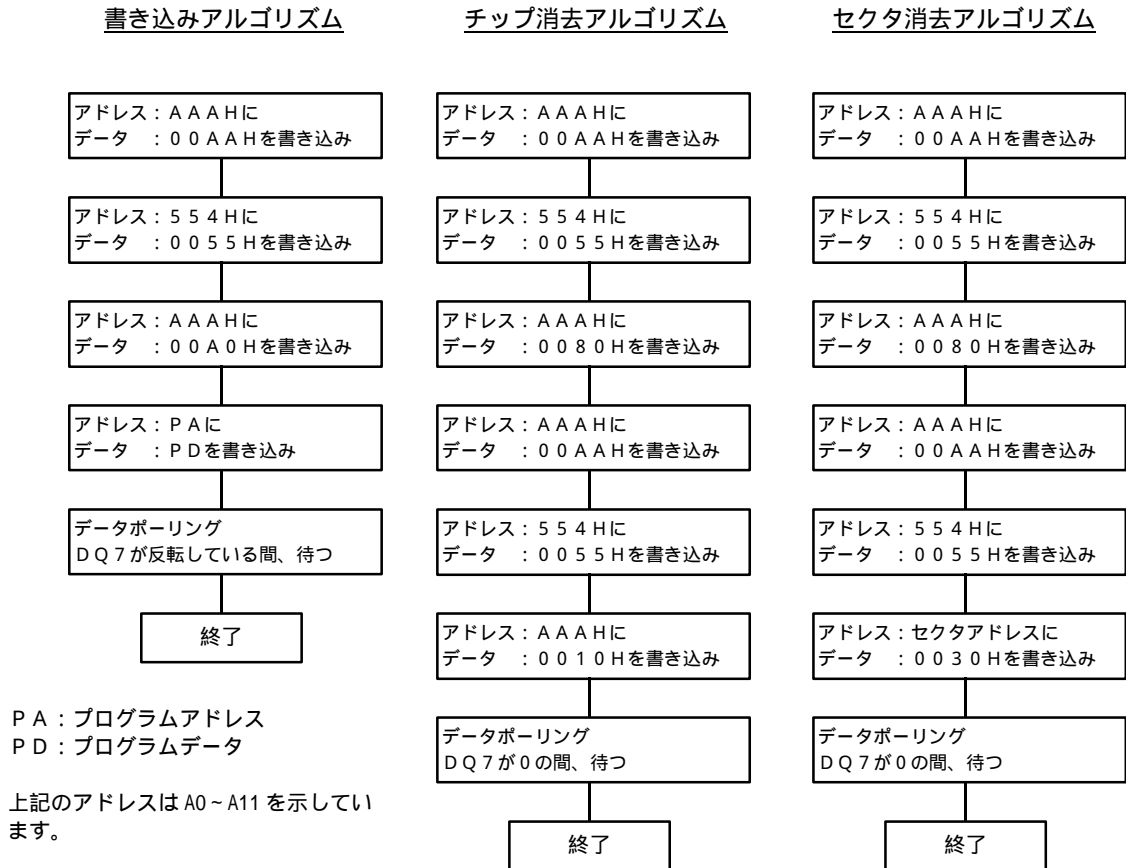 書き込みアルゴリズム
アドレス：ＡＡＡＨに
データ　：００ＡＡＨを書き込み
アドレス：５５４Ｈに
データ　：００５５Ｈを書き込み
アドレス：ＡＡＡＨに
データ　：００Ａ０Ｈを書き込み
アドレス：ＰＡに
データ　：ＰＤを書き込み
データポーリング
ＤＱ７が反転している間、待つ
終了
ＰＡ：プログラムアドレス
ＰＤ：プログラムデータ
上記のアドレスは A0～A11 を示してい
ます。
チップ消去アルゴリズム
アドレス：ＡＡＡＨに
データ　：００ＡＡＨを書き込み
アドレス：５５４Ｈに
データ　：００５５Ｈを書き込み
アドレス：ＡＡＡＨに
データ　：００８０Ｈを書き込み
アドレス：ＡＡＡＨに
データ　：００ＡＡＨを書き込み
アドレス：５５４Ｈに
データ　：００５５Ｈを書き込み
アドレス：ＡＡＡＨに
データ　：００１０Ｈを書き込み
データポーリング
ＤＱ７が０の間、待つ
終了
セクタ消去アルゴリズム
アドレス：ＡＡＡＨに
データ　：００ＡＡＨを書き込み
アドレス：５５４Ｈに
データ　：００５５Ｈを書き込み
アドレス：ＡＡＡＨに
データ　：００８０Ｈを書き込み
アドレス：ＡＡＡＨに
データ　：００ＡＡＨを書き込み
アドレス：５５４Ｈに
データ　：００５５Ｈを書き込み
アドレス：セクタアドレスに
データ　：００３０Ｈを書き込み
データポーリング
ＤＱ７が０の間、待つ
終了